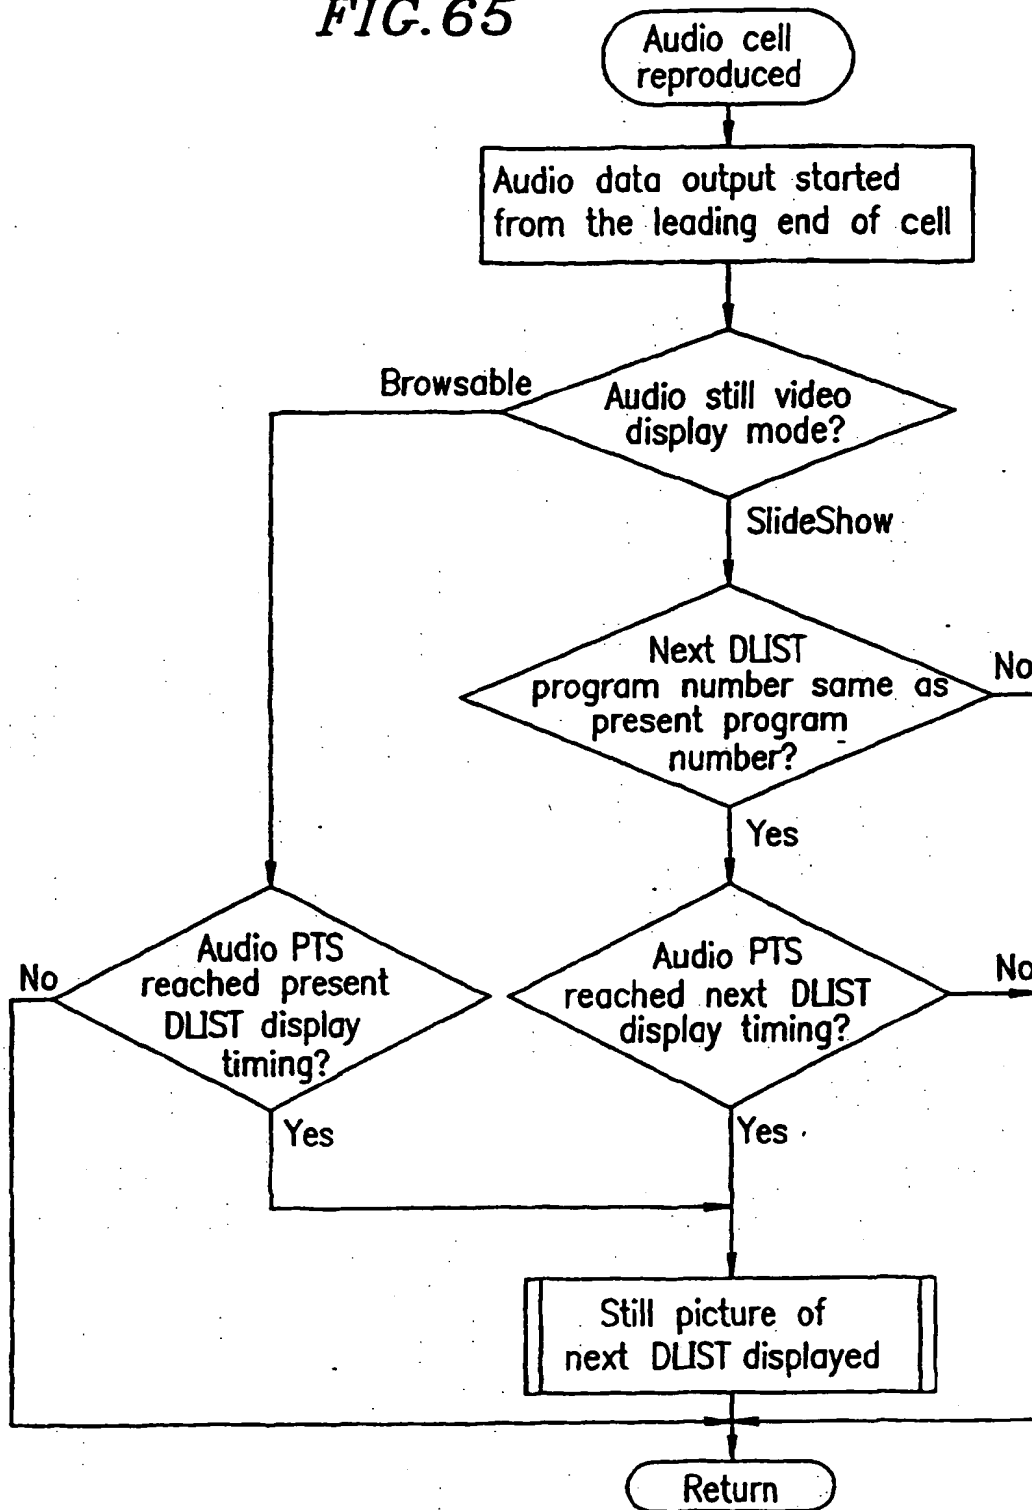 FIG.65
Audio cell
reproduced
Audio data output started
from the leading end of cell
Browsable
Audio still video
display mode?
SlideShow
Next DLIST
program number same as
present program
number?
No
Yes
Audio PTS
reached present
DLIST display
timing?
No
Yes
Audio PTS
reached next DLIST
display timing?
No
Yes
Still picture of
next DLIST displayed
Return